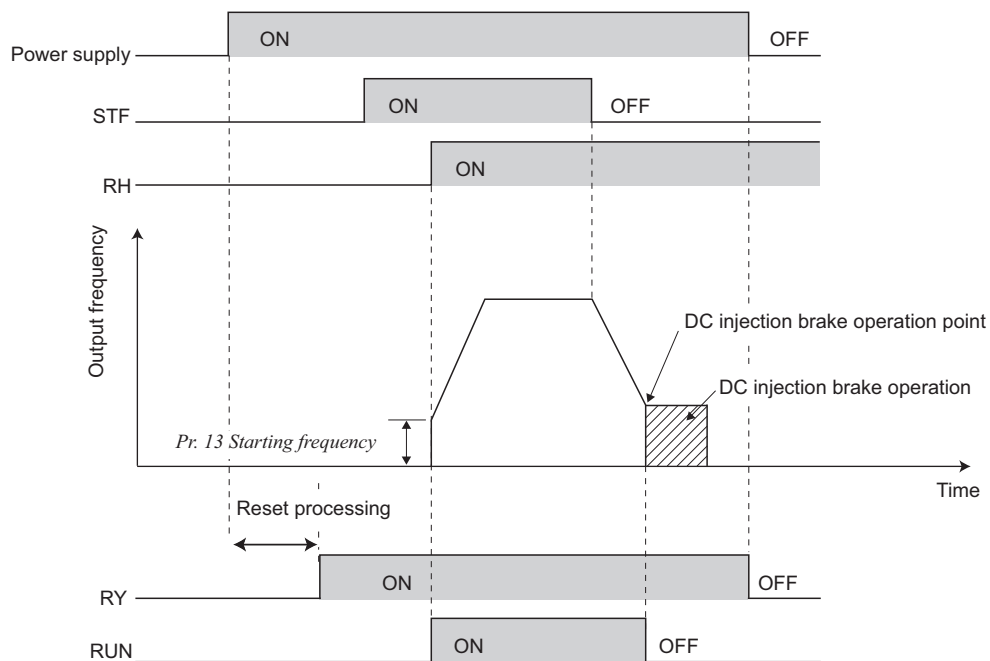 Power supply
ON
OFF
STF
ON
OFF
RH
ON
Output frequency
DC injection brake operation point
DC injection brake operation
Pr. 13 Starting frequency
Time
Reset processing
RY
ON
OFF
RUN
ON
OFF